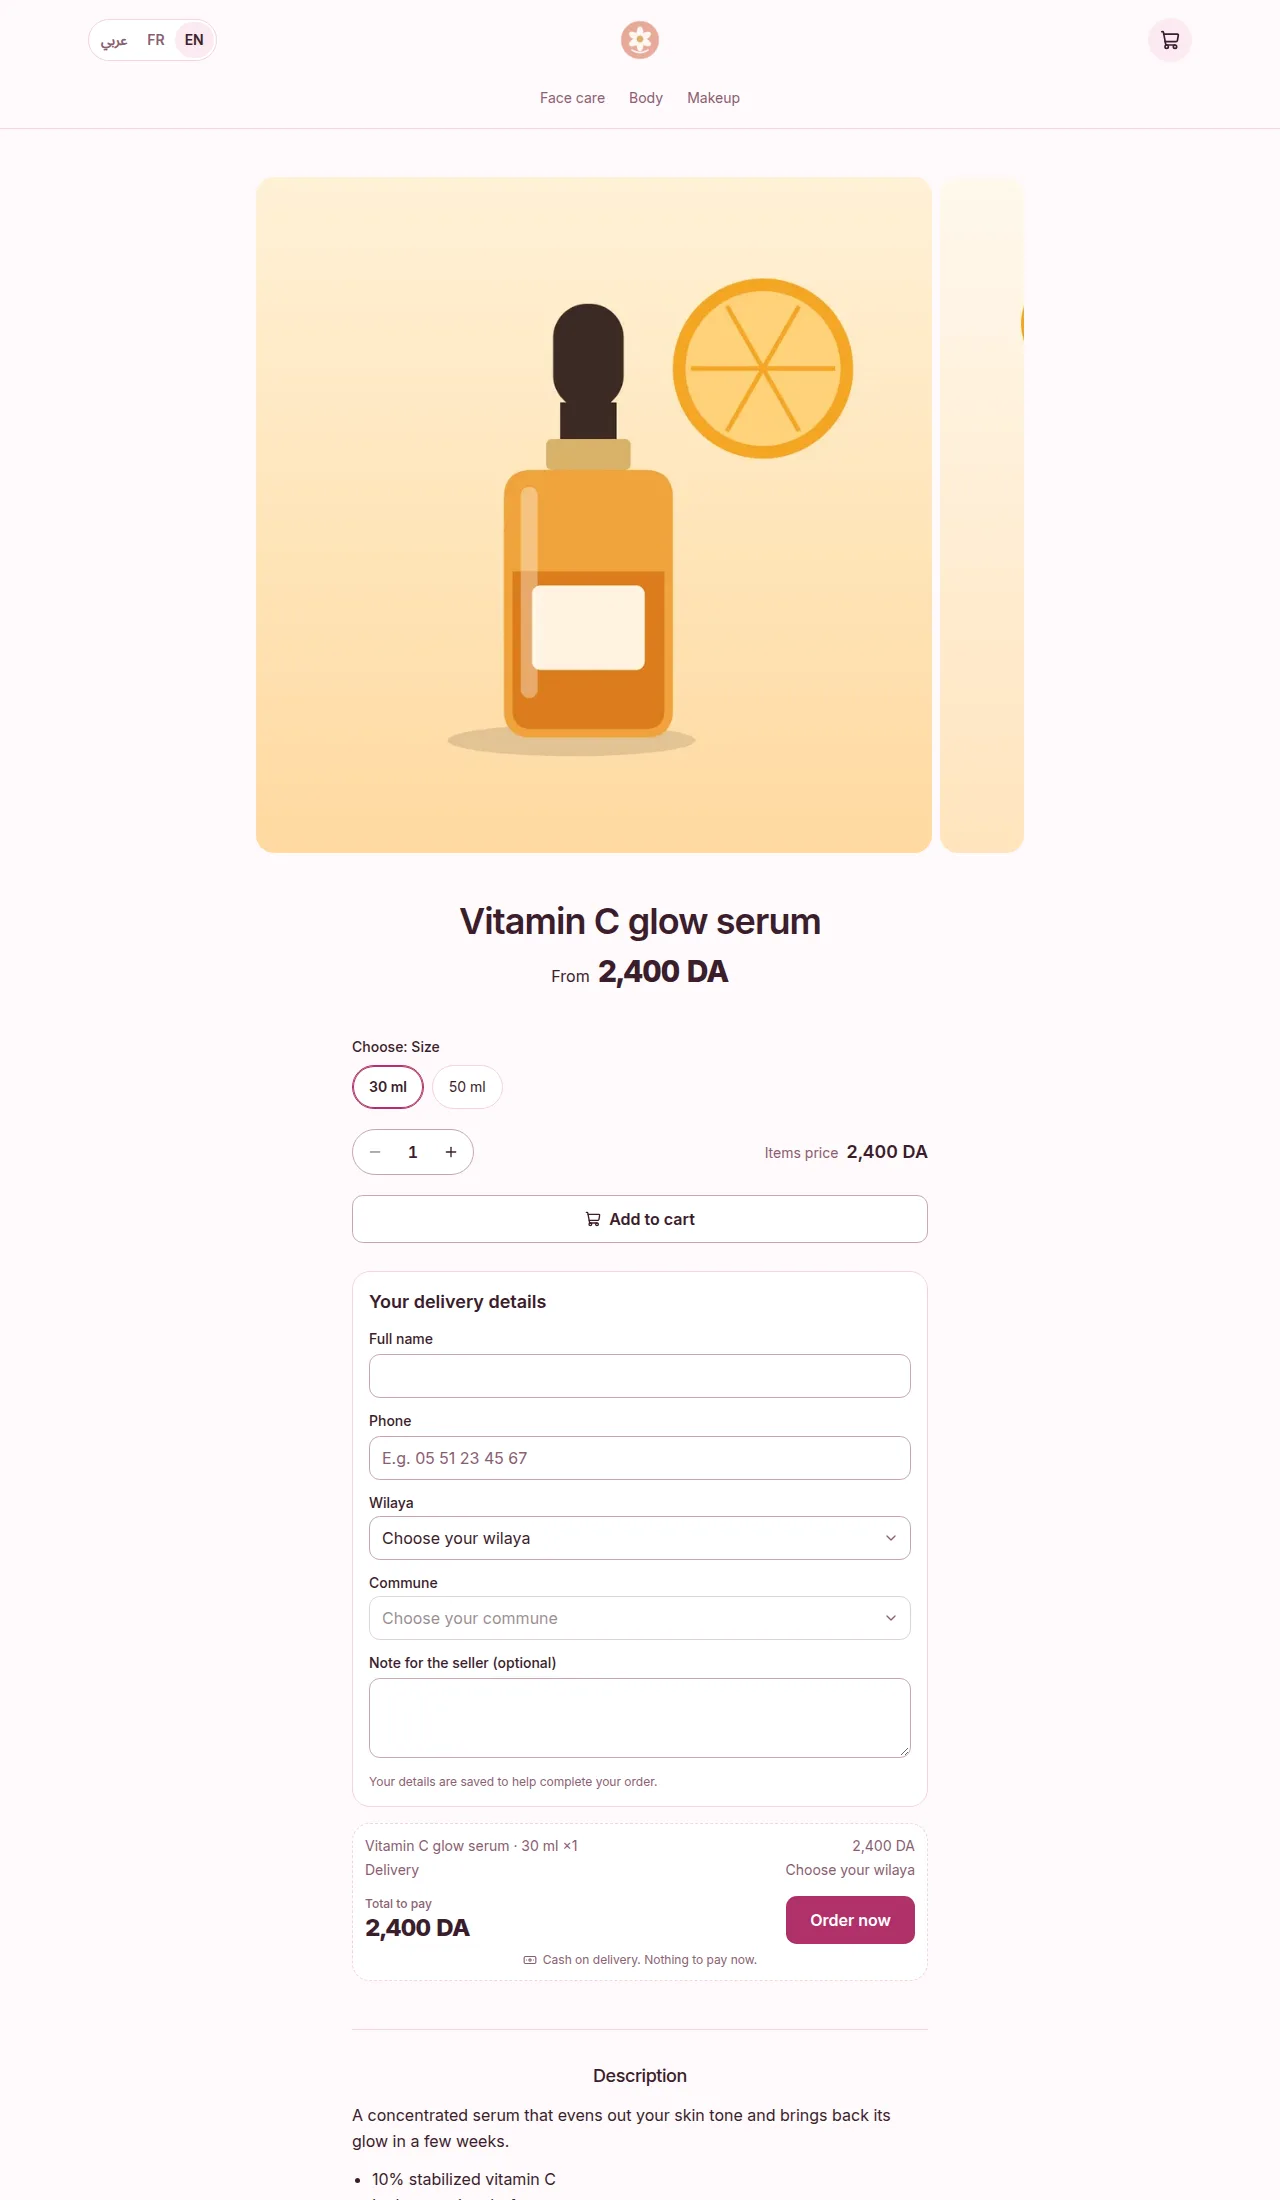 عربي FR EN
Face care Body Makeup
Vitamin C glow serum
From 2,400 DA
Choose: Size
30 ml 50 ml
− 1 + Items price 2,400 DA
Add to cart
Your delivery details
Full name
Phone
E.g. 05 51 23 45 67
Wilaya
Choose your wilaya
Commune
Choose your commune
Note for the seller (optional)
Your details are saved to help complete your order.
Vitamin C glow serum · 30 ml ×1 2,400 DA
Delivery Choose your wilaya
Total to pay
2,400 DA
Order now
Cash on delivery. Nothing to pay now.
Description
A concentrated serum that evens out your skin tone and brings back its
glow in a few weeks.
• 10% stabilized vitamin C